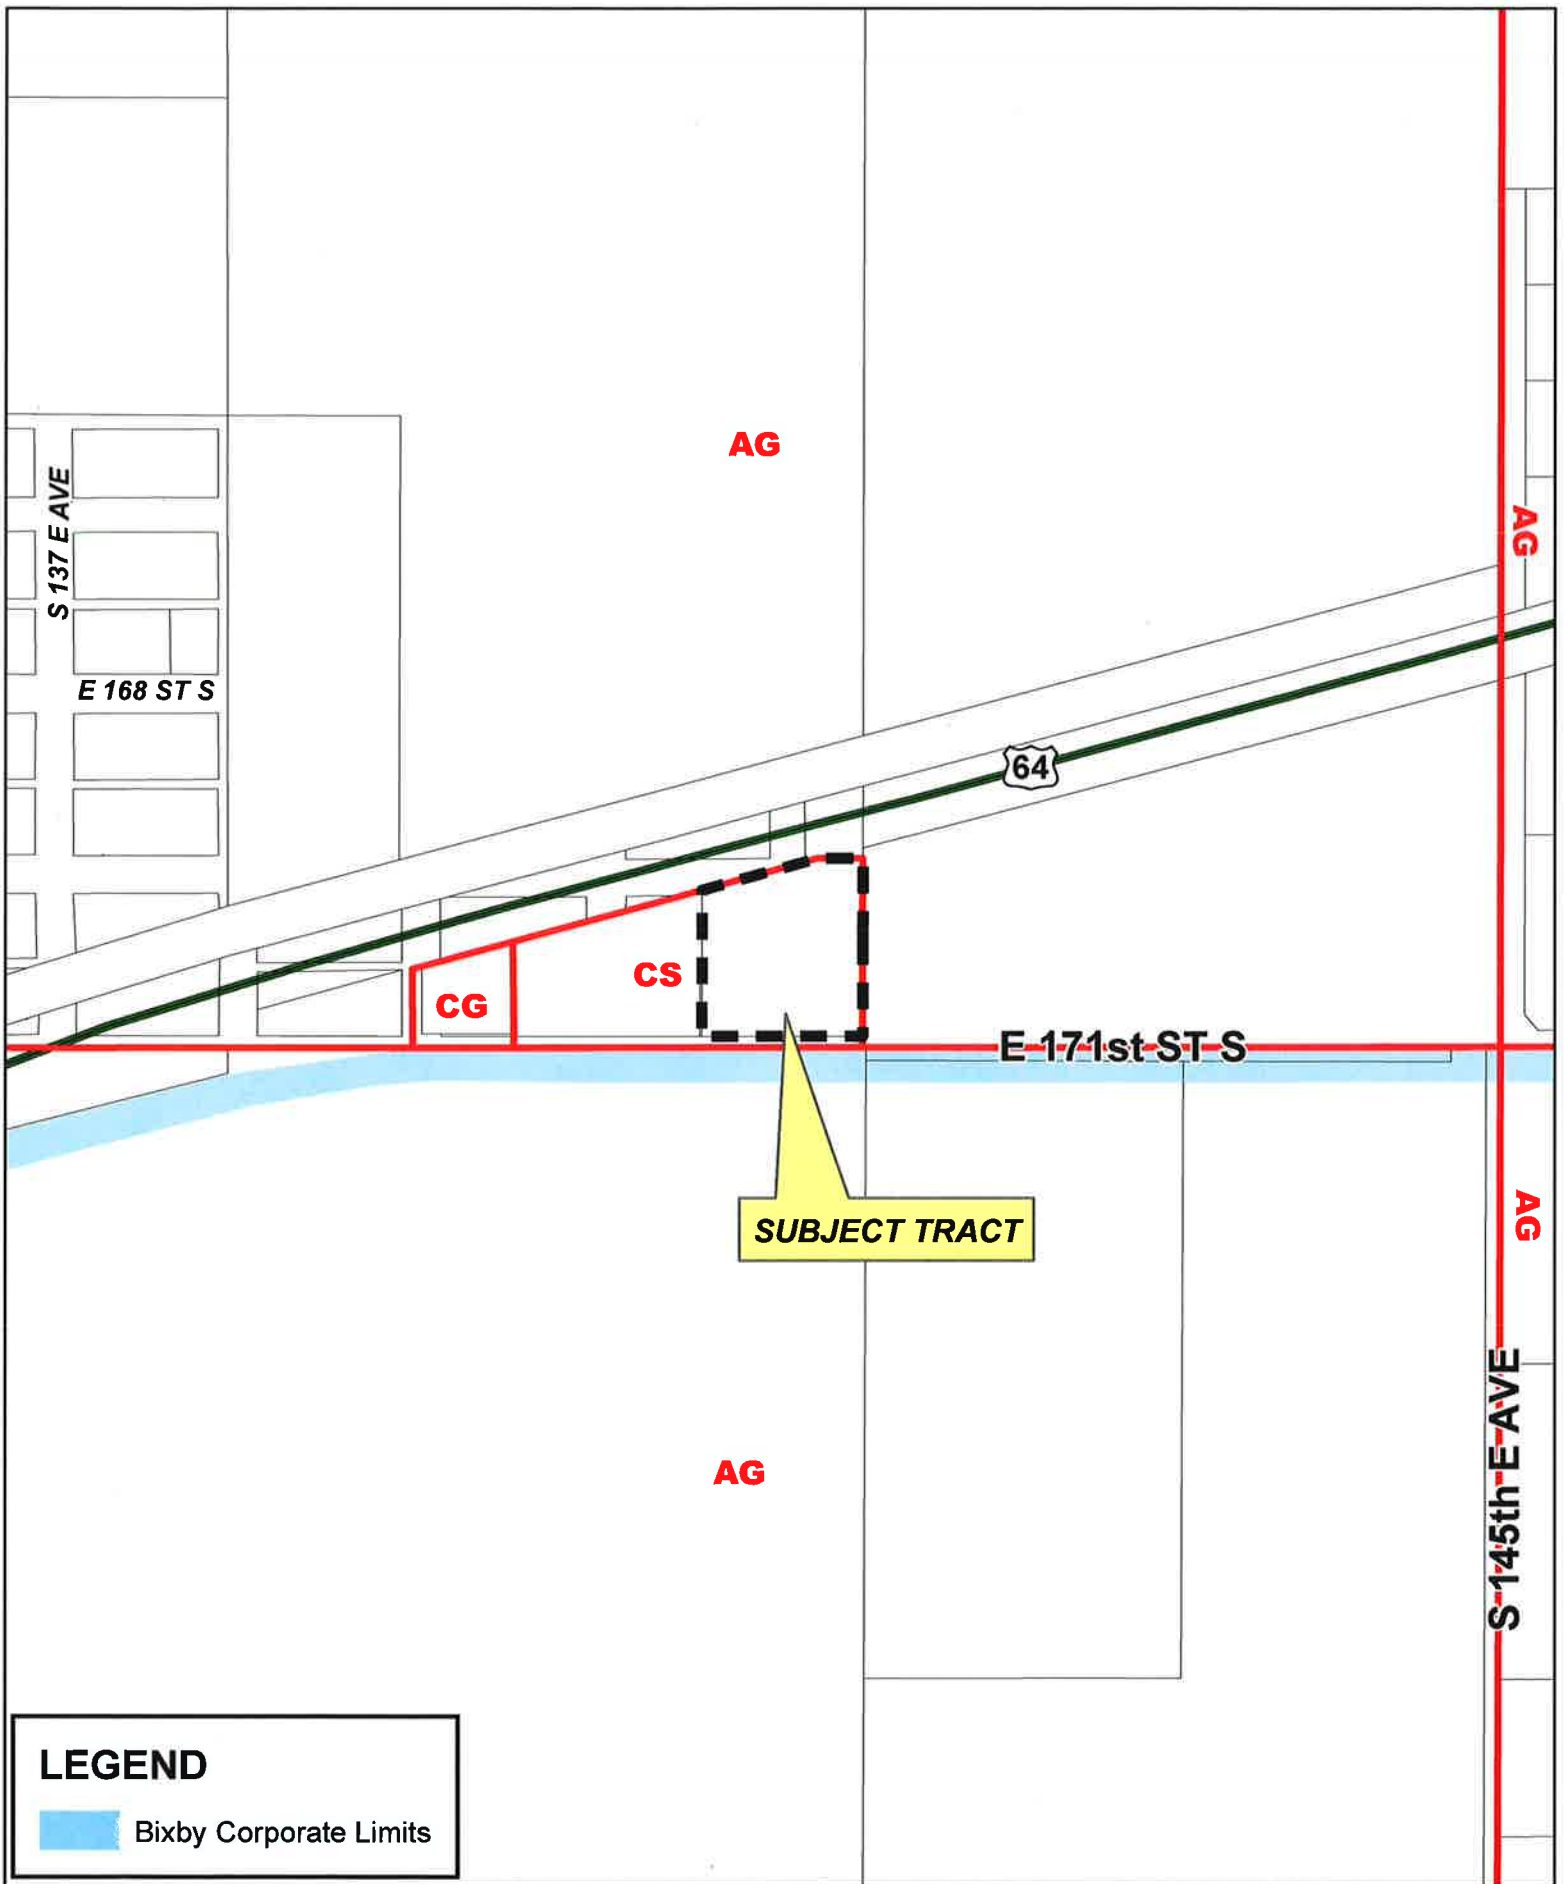 AG
AG
S 137 E AVE
E 168 ST S
64
CS
CG
E 171st ST S
AG
SUBJECT TRACT
S 145th E AVE
AG
LEGEND
Bixby Corporate Limits